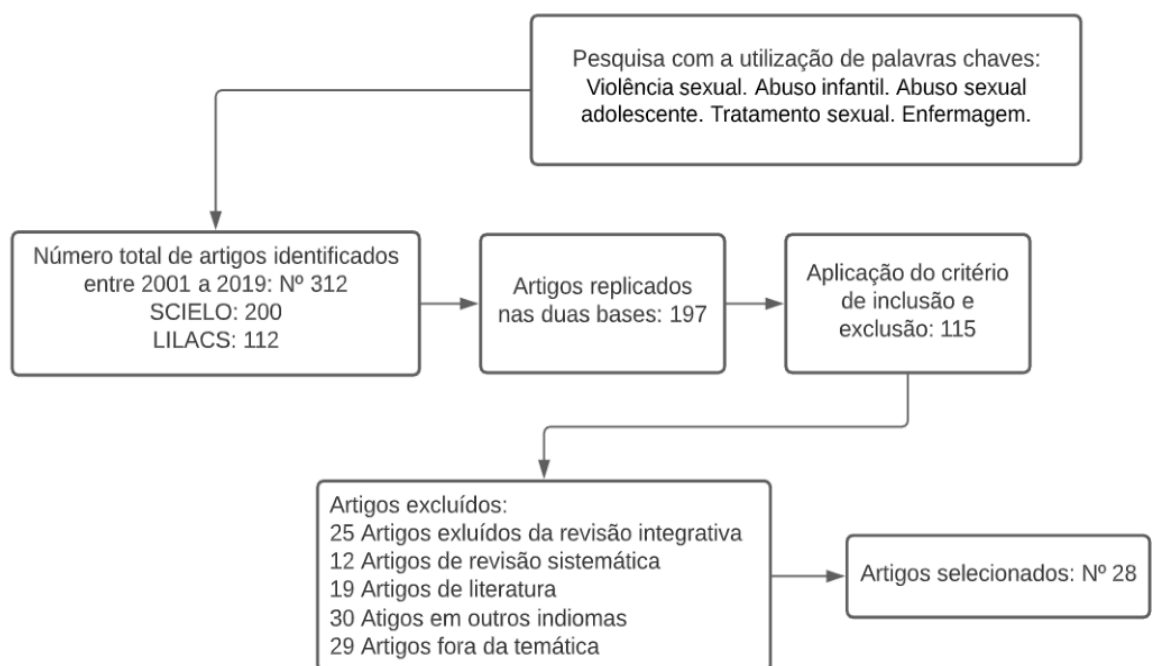 Pesquisa com a utilização de palavras chaves:
Violência sexual. Abuso infantil. Abuso sexual
adolescente. Tratamento sexual. Enfermagem.
Número total de artigos identificados
entre 2001 a 2019: Nº 312
SCIELO: 200
LILACS: 112
Artigos replicados
nas duas bases: 197
Aplicação do critério
de inclusão e
exclusão: 115
Artigos excluídos:
25 Artigos exluídos da revisão integrativa
12 Artigos de revisão sistemática
19 Artigos de literatura
30 Atigos em outros indiomas
29 Artigos fora da temática
Artigos selecionados: Nº 28